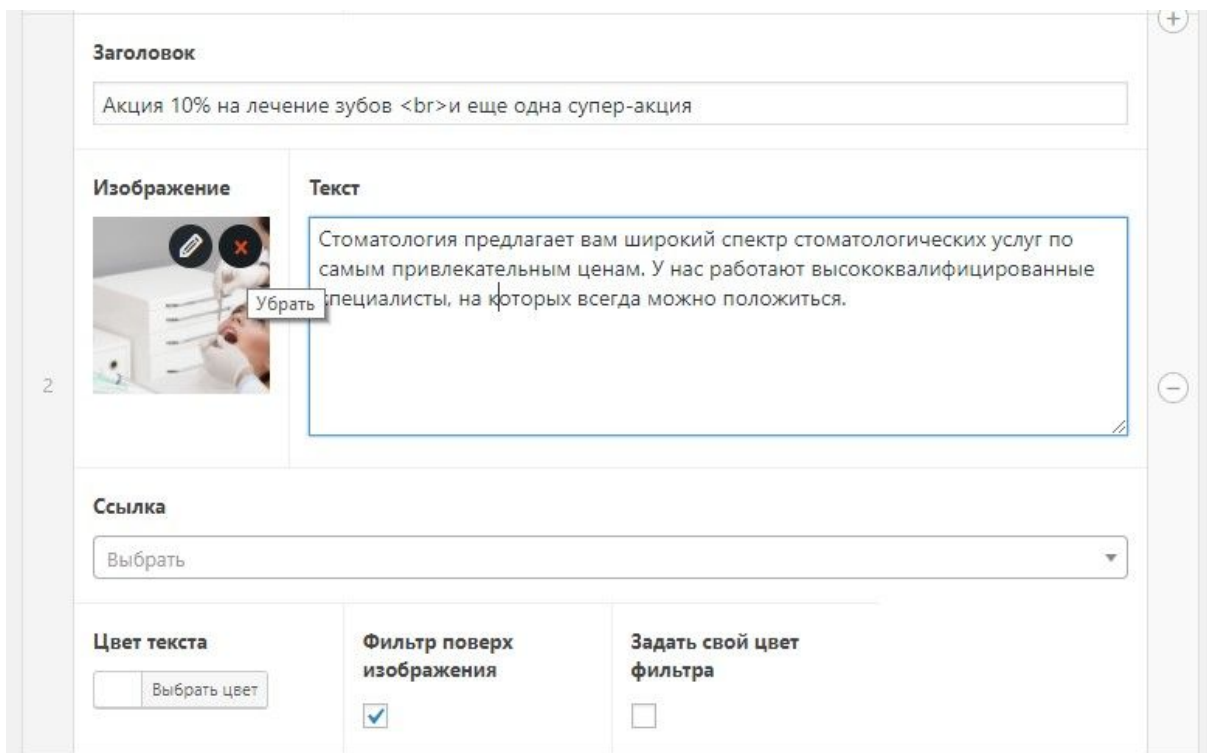 Заголовок
Акция 10% на лечение зубов <br>и еще одна супер-акция
Изображение
Текст
Стоматология предлагает вам широкий спектр стоматологических услуг по
самым привлекательным ценам. У нас работают высококвалифицированные
Убрать
пециалисты, на которых всегда можно положиться.
2
Ссылка
Выбрать
Цвет текста
Выбрать цвет
Фильтр поверх
изображения
Задать свой цвет
фильтра